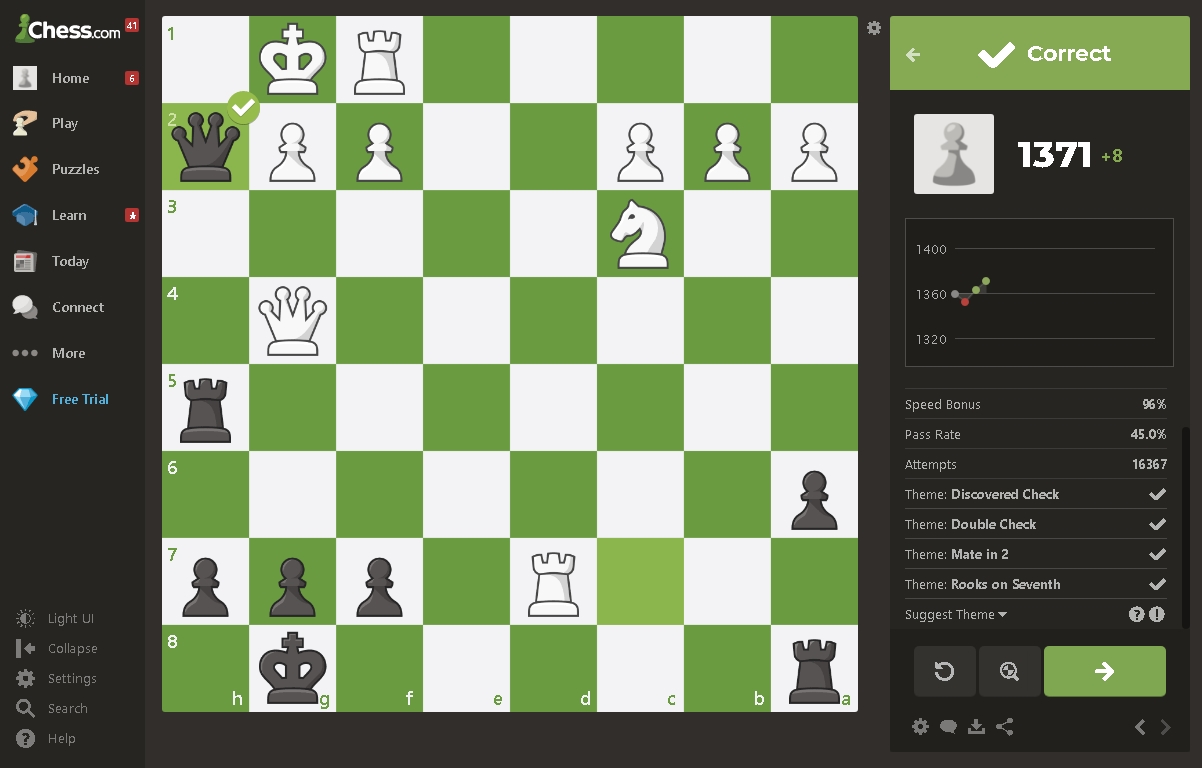 Chess.com 41
Home 6
Play
Puzzles
Learn
Today
Connect
More
Free Trial
Light UI
Collapse
Settings
Search
Help
1
2
3
4
5
6
7
8
h g f e d c b a
Correct
1371 +8
1400
1360
1320
Speed Bonus 96%
Pass Rate 45.0%
Attempts 16367
Theme: Discovered Check
Theme: Double Check
Theme: Mate in 2
Theme: Rooks on Seventh
Suggest Theme